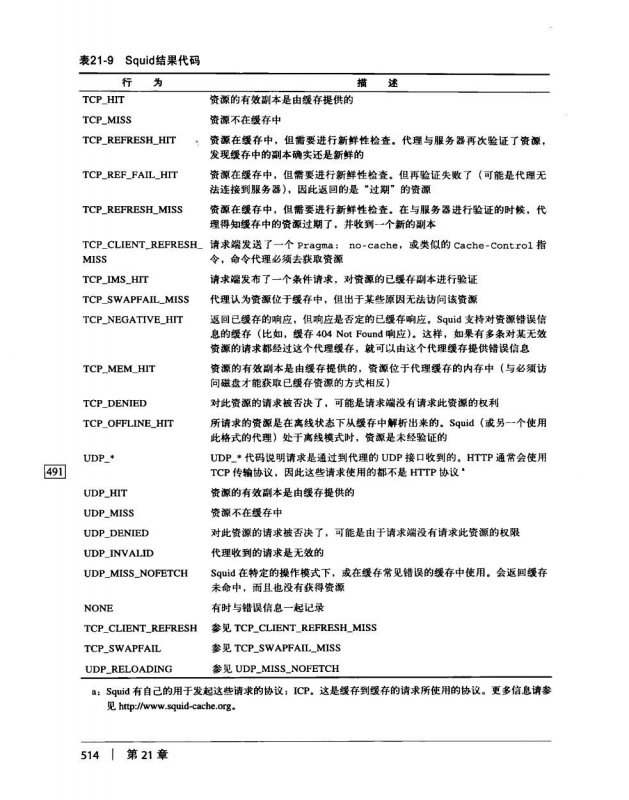 表21-9 Squid结果代码
行 为 描 述
TCP_HIT 资源的有效副本是由缓存提供的
TCP_MISS 资源不在缓存中
TCP_REFRESH_HIT 资源在缓存中，但需要进行新鲜性检查。代理与服务器再次验证了资源，
发现缓存中的副本确实还是新鲜的
TCP_REF_FAIL_HIT 资源在缓存中，但需要进行新鲜性检查。但再验证失败了（可能是代理无
法连接到服务器），因此返回的是“过期”的资源
TCP_REFRESH_MISS 资源在缓存中，但需要进行新鲜性检查。在与服务器进行验证的时候，代
理得知缓存中的资源过期了，并收到一个新的副本
TCP_CLIENT_REFRESH_ 请求端发送了一个 Pragma: no-cache，或类似的 Cache-Control 指
MISS 令，命令代理必须去获取资源
TCP_IMS_HIT 请求端发布了一个条件请求，对资源的已缓存副本进行验证
TCP_SWAPFAIL_MISS 代理认为资源位于缓存中，但出于某些原因无法访问该资源
TCP_NEGATIVE_HIT 返回已缓存的响应，但响应是否定的已缓存响应。Squid 支持对资源错误信
息的缓存（比如，缓存 404 Not Found 响应）。这样，如果有多条对某无效
资源的请求都经过这个代理缓存，就可以由这个代理缓存提供错误信息
TCP_MEM_HIT 资源的有效副本是由缓存提供的，资源位于代理缓存的内存中（与必须访
问磁盘才能获取已缓存资源的方式相反）
TCP_DENIED 对此资源的请求被否决了，可能是请求端没有请求此资源的权利
TCP_OFFLINE_HIT 所请求的资源是在离线状态下从缓存中解析出来的。Squid（或另一个使用
此格式的代理）处于离线模式时，资源是未经验证的
UDP_* UDP_* 代码说明请求是通过到代理的 UDP 接口收到的。HTTP 通常会使用
491 TCP 传输协议，因此这些请求使用的都不是 HTTP 协议a
UDP_HIT 资源的有效副本是由缓存提供的
UDP_MISS 资源不在缓存中
UDP_DENIED 对此资源的请求被否决了，可能是由于请求端没有请求此资源的权限
UDP_INVALID 代理收到的请求是无效的
UDP_MISS_NOFETCH Squid 在特定的操作模式下，或在缓存常见错误的缓存中使用。会返回缓存
未命中，而且也没有获得资源
NONE 有时与错误信息一起记录
TCP_CLIENT_REFRESH 参见 TCP_CLIENT_REFRESH_MISS
TCP_SWAPFAIL 参见 TCP_SWAPFAIL_MISS
UDP_RELOADING 参见 UDP_MISS_NOFETCH
a：Squid 有自己的用于发起这些请求的协议：ICP。这是缓存到缓存的请求所使用的协议。更多信息请参
见 http://www.squid-cache.org。
514 | 第 21 章